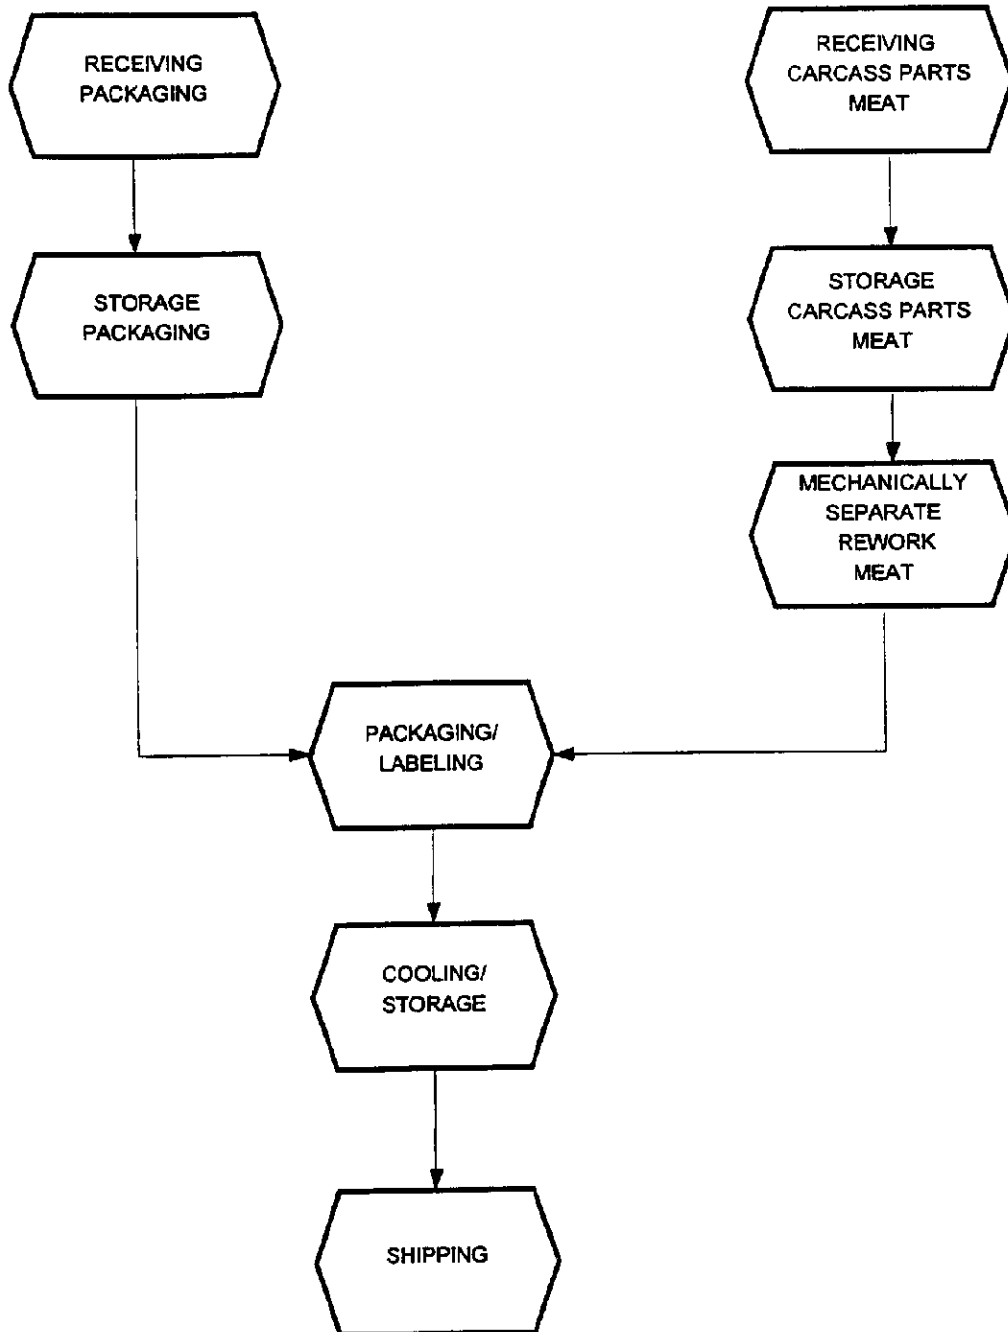 RECEIVING
PACKAGING
RECEIVING
CARCASS PARTS
MEAT
STORAGE
PACKAGING
STORAGE
CARCASS PARTS
MEAT
MECHANICALLY
SEPARATE
REWORK
MEAT
PACKAGING/
LABELING
COOLING/
STORAGE
SHIPPING